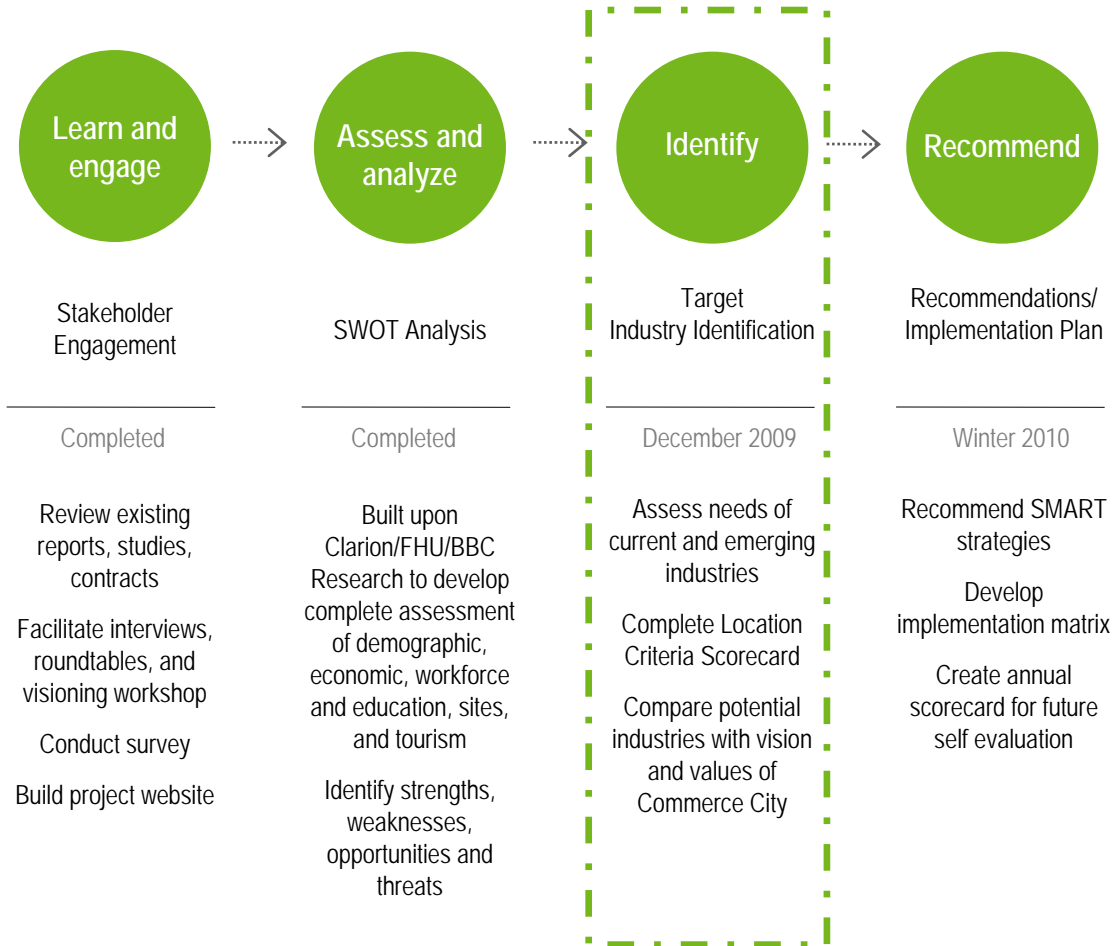 Learn and
engage
Assess and
analyze
Identify
Recommend
Stakeholder
Engagement
SWOT Analysis
Target
Industry Identification
Recommendations/
Implementation Plan
Completed
Completed
December 2009
Winter 2010
Review existing
reports, studies,
contracts
Facilitate interviews,
roundtables, and
visioning workshop
Conduct survey
Build project website
Built upon
Clarion/FHU/BBC
Research to develop
complete assessment
of demographic,
economic, workforce
and education, sites,
and tourism
Identify strengths,
weaknesses,
opportunities and
threats
Assess needs of
current and emerging
industries
Complete Location
Criteria Scorecard
Compare potential
industries with vision
and values of
Commerce City
Recommend SMART
strategies
Develop
implementation matrix
Create annual
scorecard for future
self evaluation